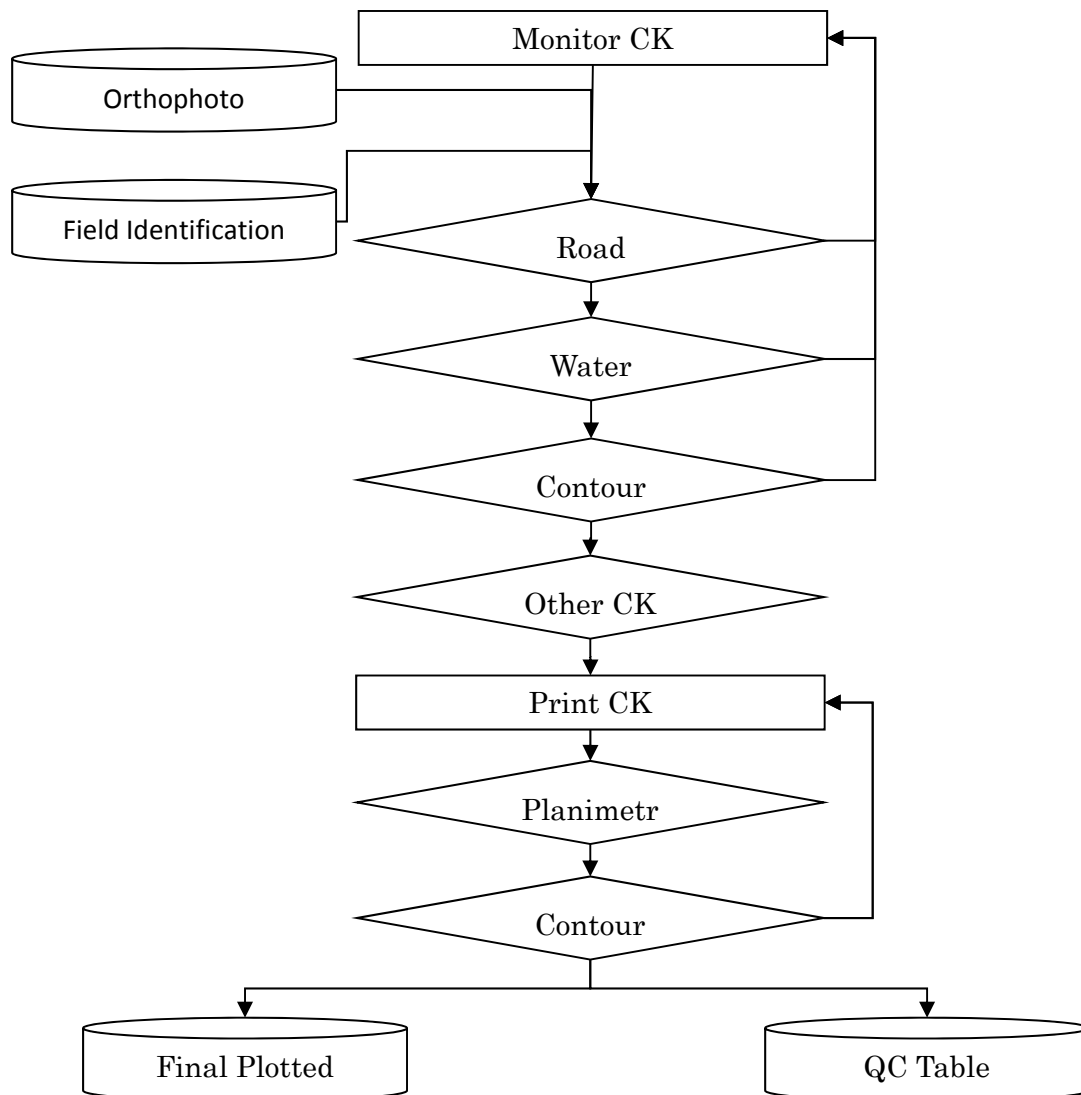 Monitor CK
Orthophoto
Field Identification
Road
Water
Contour
Other CK
Print CK
Planimetr
Contour
Final Plotted
QC Table